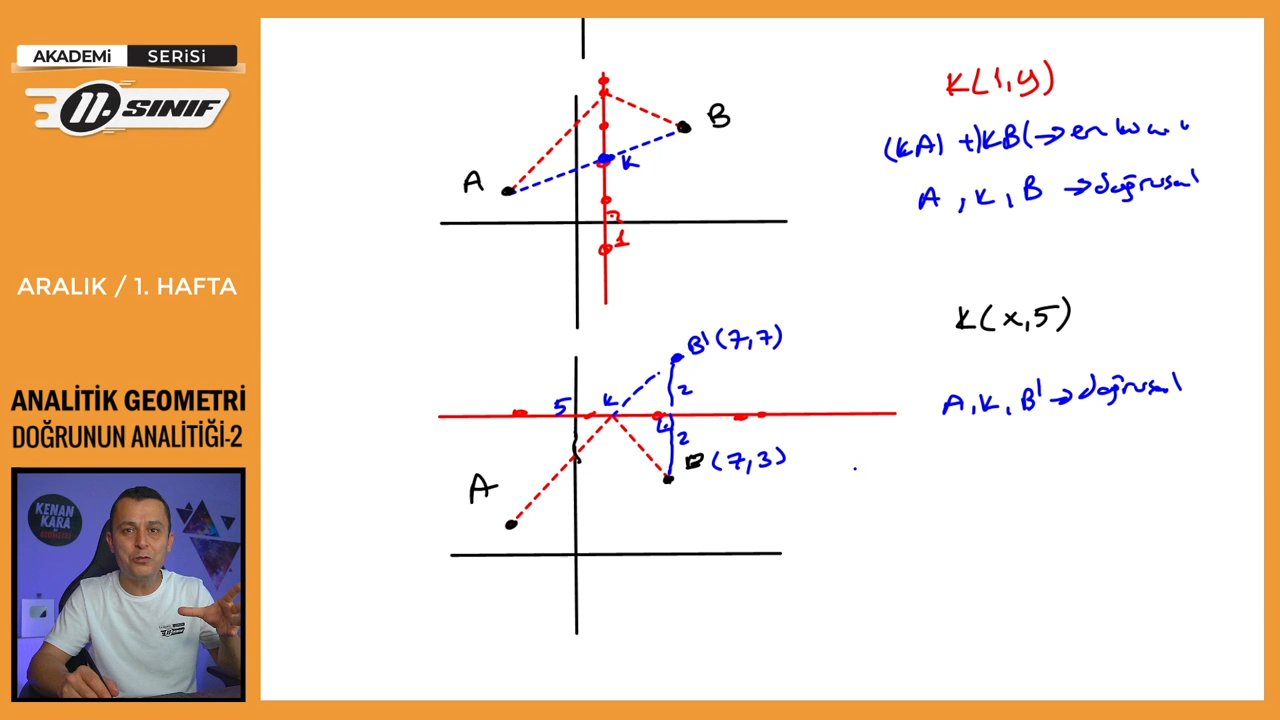 AKADEMİ SERİSİ
11. SINIF
ARALIK / 1. HAFTA
ANALİTİK GEOMETRİ
DOĞRUNUN ANALİTİĞİ-2
KENAN
KARA
A
B
K
1
K(1,y)
|KA| + |KB| → en
A, K, B → doğrusal
K(x,5)
B'(7,7)
2
5
K
2
(7,3)
A
A, K, B' → doğrusal